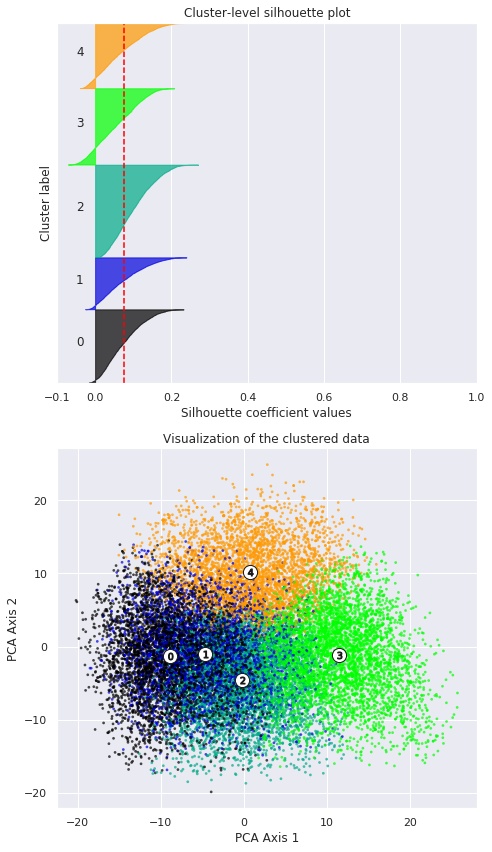 Cluster-level silhouette plot
4
3
2
1
0
Cluster label
−0.1 0.0 0.2 0.4 0.6 0.8 1.0
Silhouette coefficient values
Visualization of the clustered data
20
10
0
−10
−20
PCA Axis 2
4
0 1 2 3
−20 −10 0 10 20
PCA Axis 1